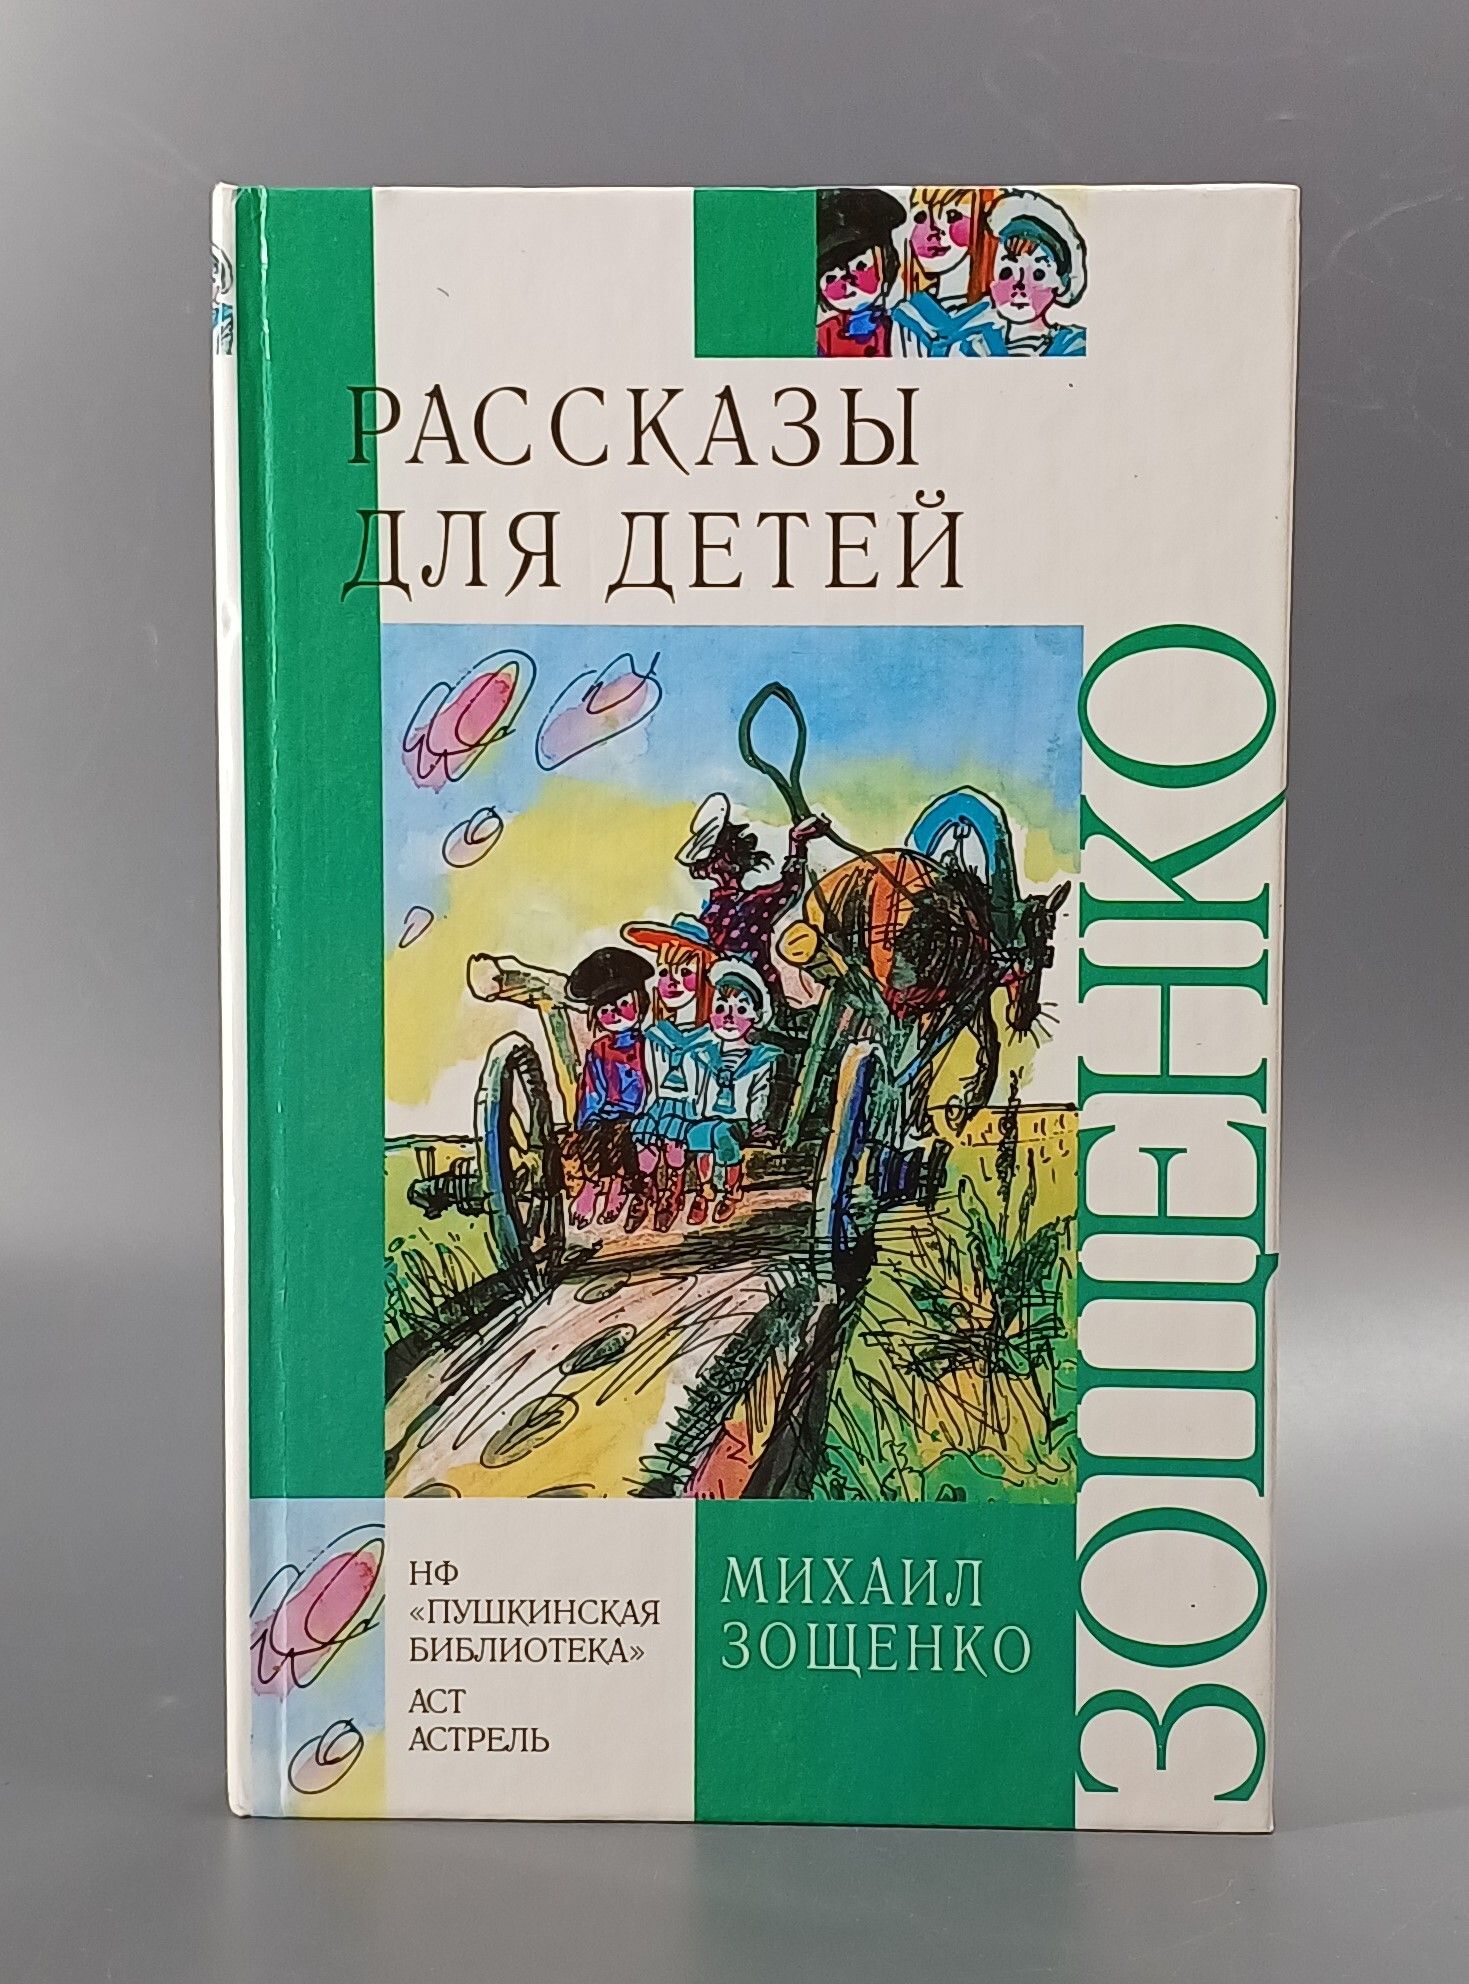 РАССКАЗЫ
ДЛЯ ДЕТЕЙ
ЗОЩЕНКО
НФ
«ПУШКИНСКАЯ
БИБЛИОТЕКА»
АСТ
АСТРЕЛЬ
МИХАИЛ
ЗОЩЕНКО